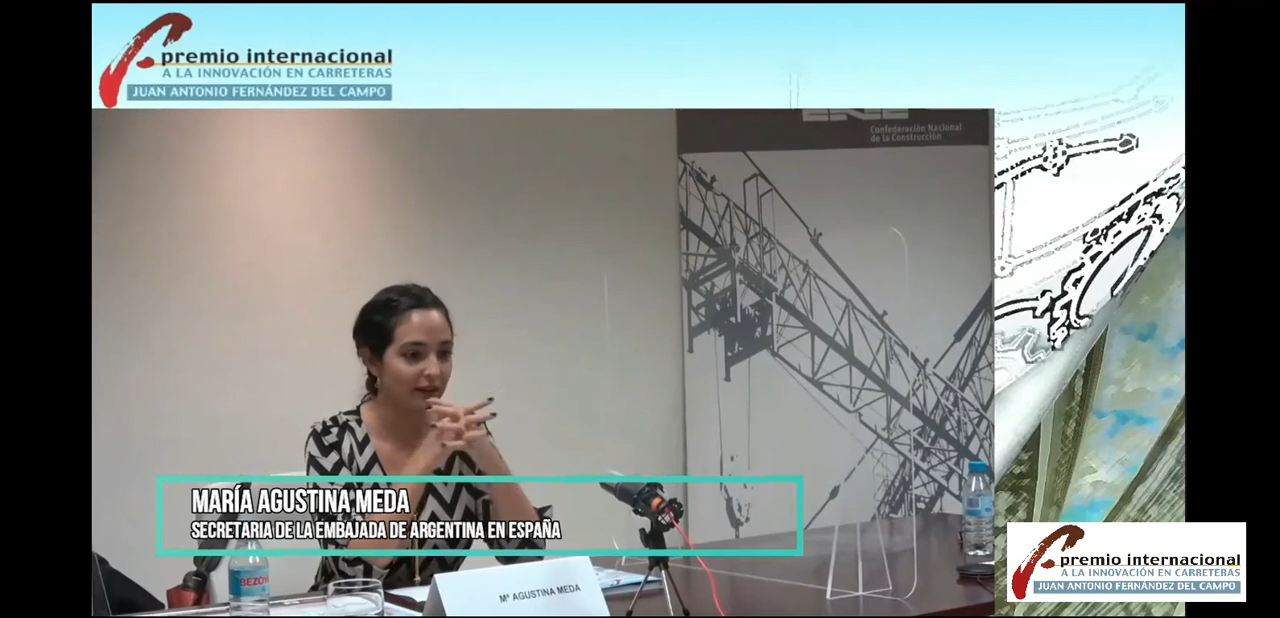 premio internacional
A LA INNOVACIÓN EN CARRETERAS
JUAN ANTONIO FERNÁNDEZ DEL CAMPO
Confederación Nacional
de la Construcción
MARÍA AGUSTINA MEDA
SECRETARIA DE LA EMBAJADA DE ARGENTINA EN ESPAÑA
BEZOYA
Mª AGUSTINA MEDA
premio internacional
A LA INNOVACIÓN EN CARRETERAS
JUAN ANTONIO FERNÁNDEZ DEL CAMPO